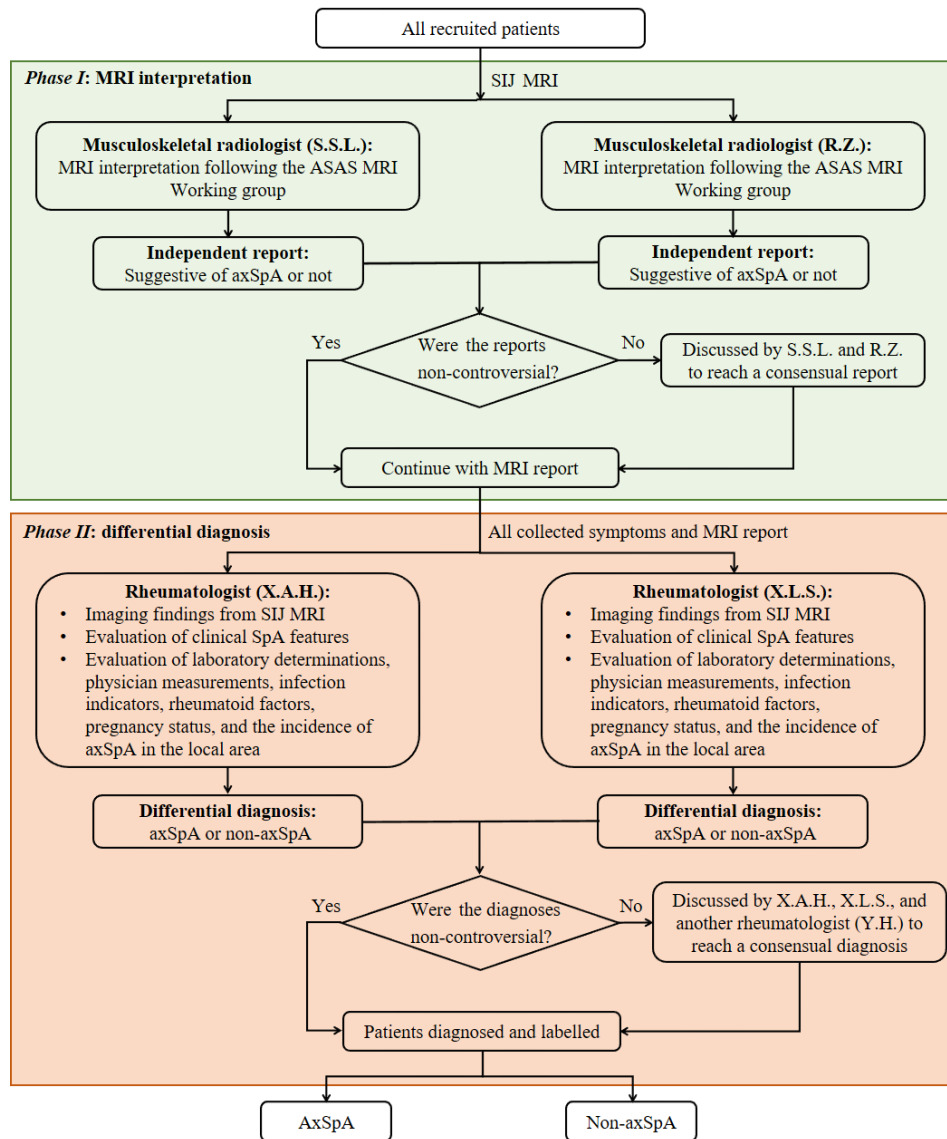 All recruited patients
Phase I: MRI interpretation
SIJ MRI
Musculoskeletal radiologist (S.S.L.):
MRI interpretation following the ASAS MRI
Working group
Musculoskeletal radiologist (R.Z.):
MRI interpretation following the ASAS MRI
Working group
Independent report:
Suggestive of axSpA or not
Independent report:
Suggestive of axSpA or not
Yes
Were the reports
non-controversial?
No
Discussed by S.S.L. and R.Z.
to reach a consensual report
Continue with MRI report
Phase II: differential diagnosis
All collected symptoms and MRI report
Rheumatologist (X.A.H.):
• Imaging findings from SIJ MRI
• Evaluation of clinical SpA features
• Evaluation of laboratory determinations,
physician measurements, infection
indicators, rheumatoid factors,
pregnancy status, and the incidence of
axSpA in the local area
Rheumatologist (X.L.S.):
• Imaging findings from SIJ MRI
• Evaluation of clinical SpA features
• Evaluation of laboratory determinations,
physician measurements, infection
indicators, rheumatoid factors,
pregnancy status, and the incidence of
axSpA in the local area
Differential diagnosis:
axSpA or non-axSpA
Differential diagnosis:
axSpA or non-axSpA
Yes
Were the diagnoses
non-controversial?
No
Discussed by X.A.H., X.L.S., and
another rheumatologist (Y.H.) to
reach a consensual diagnosis
Patients diagnosed and labelled
AxSpA
Non-axSpA